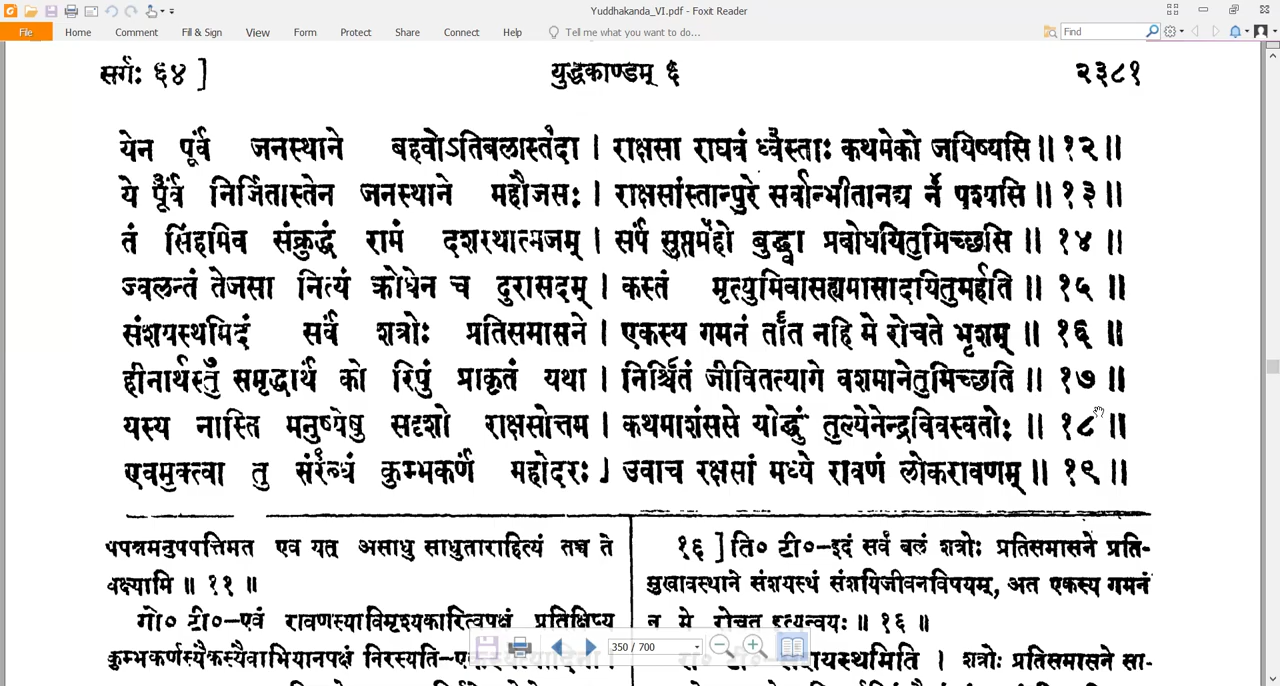 Yuddhakanda_VI.pdf - Foxit Reader
File Home Comment Fill & Sign View Form Protect Share Connect Help Tell me what you want to do... Find
सर्गः ६४ ] युद्धकाण्डम् ६ २३८१
येन पूर्वं जनस्थाने बहवोऽतिबलास्तदा । राक्षसा राघवं ध्वस्ताः कथमेको जयिष्यसि ॥ १२ ॥
ये पूर्वं निर्जितास्तेन जनस्थाने महौजसः । राक्षसांस्तान्पुरे सर्वान्भीतानद्य न पश्यसि ॥ १३ ॥
तं सिंहमिव संक्रुद्धं रामं दशरथात्मजम् । सर्पं सुप्तमहो बुद्ध्वा प्रबोधयितुमिच्छसि ॥ १४ ॥
ज्वलन्तं तेजसा नित्यं क्रोधेन च दुरासदम् । कस्तं मृत्युमिवासह्यमासादयितुमर्हति ॥ १५ ॥
संशयस्थमिदं सर्वं शत्रोः प्रतिसमासने । एकस्य गमनं तात नहि मे रोचते भृशम् ॥ १६ ॥
हीनार्थस्तु समृद्धार्थं को रिपुं प्राकृतं यथा । निश्चितं जीवितत्यागे वशमानेतुमिच्छति ॥ १७ ॥
यस्य नास्ति मनुष्येषु सदृशो राक्षसोत्तम । कथमाशंससे योद्धुं तुल्येनेन्द्रविवस्वतोः ॥ १८ ॥
एवमुक्त्वा तु संरब्धं कुम्भकर्णं महोदरः । उवाच रक्षसां मध्ये रावणं लोकरावणम् ॥ १९ ॥
पपन्नमनुपपत्तिमत एव यत् असाधु साधुताराहित्यं तच्च ते
वक्ष्यामि ॥ ११ ॥
गो० टी०–एवं रावणस्याविमृश्यकारित्वपक्षं प्रतिक्षिप्य
कुम्भकर्णस्यैकस्यैवाभियानपक्षं निरस्यति–
१६ ] ति० टी०–इदं सर्वं बलं शत्रोः प्रतिसमासने प्रति-
मुखावस्थाने संशयस्थं संशयिजीवनविषयम्, अत एकस्य गमनं
न मे रोचत इत्यन्वयः ॥ १६ ॥
रा० टी० शत्रोः प्रतिसमासने सा-
350 / 700